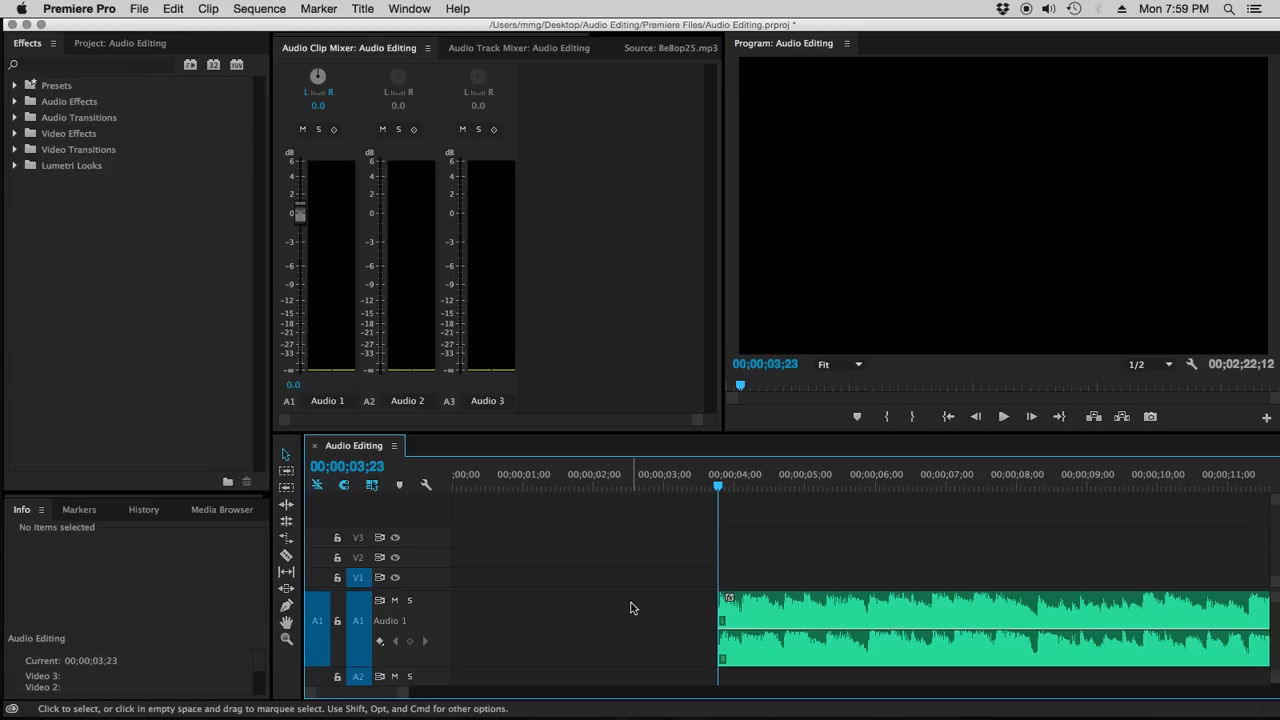 Premiere Pro File Edit Clip Sequence Marker Title Window Help Mon 7:59 PM
/Users/mmg/Desktop/Audio Editing/Premiere Files/Audio Editing.prproj *
Effects Project: Audio Editing
Audio Clip Mixer: Audio Editing Audio Track Mixer: Audio Editing Source: BeBop25.mp3
Program: Audio Editing
Presets
Audio Effects
Audio Transitions
Video Effects
Video Transitions
Lumetri Looks
L R L R L R
0.0 0.0 0.0
M S M S M S
dB dB dB
6 6 6
4 4 4
2 2 2
0 0 0
-3 -3 -3
-6 -6 -6
-9 -9 -9
-12 -12 -12
-15 -15 -15
-18 -18 -18
-21 -21 -21
-27 -27 -27
-33 -33 -33
-∞ -∞ -∞
0.0
A1 Audio 1 A2 Audio 2 A3 Audio 3
00;00;03;23 Fit 1/2 00;02;22;12
Audio Editing
00;00;03;23
;00;00 00;00;01;00 00;00;02;00 00;00;03;00 00;00;04;00 00;00;05;00 00;00;06;00 00;00;07;00 00;00;08;00 00;00;09;00 00;00;10;00 00;00;11;00
V3
V2
V1
A1 A1 M S
Audio 1
fx
L
R
A2 M S
Info Markers History Media Browser
No items selected
Audio Editing
Current: 00;00;03;23
Video 3:
Video 2:
Click to select, or click in empty space and drag to marquee select. Use Shift, Opt, and Cmd for other options.